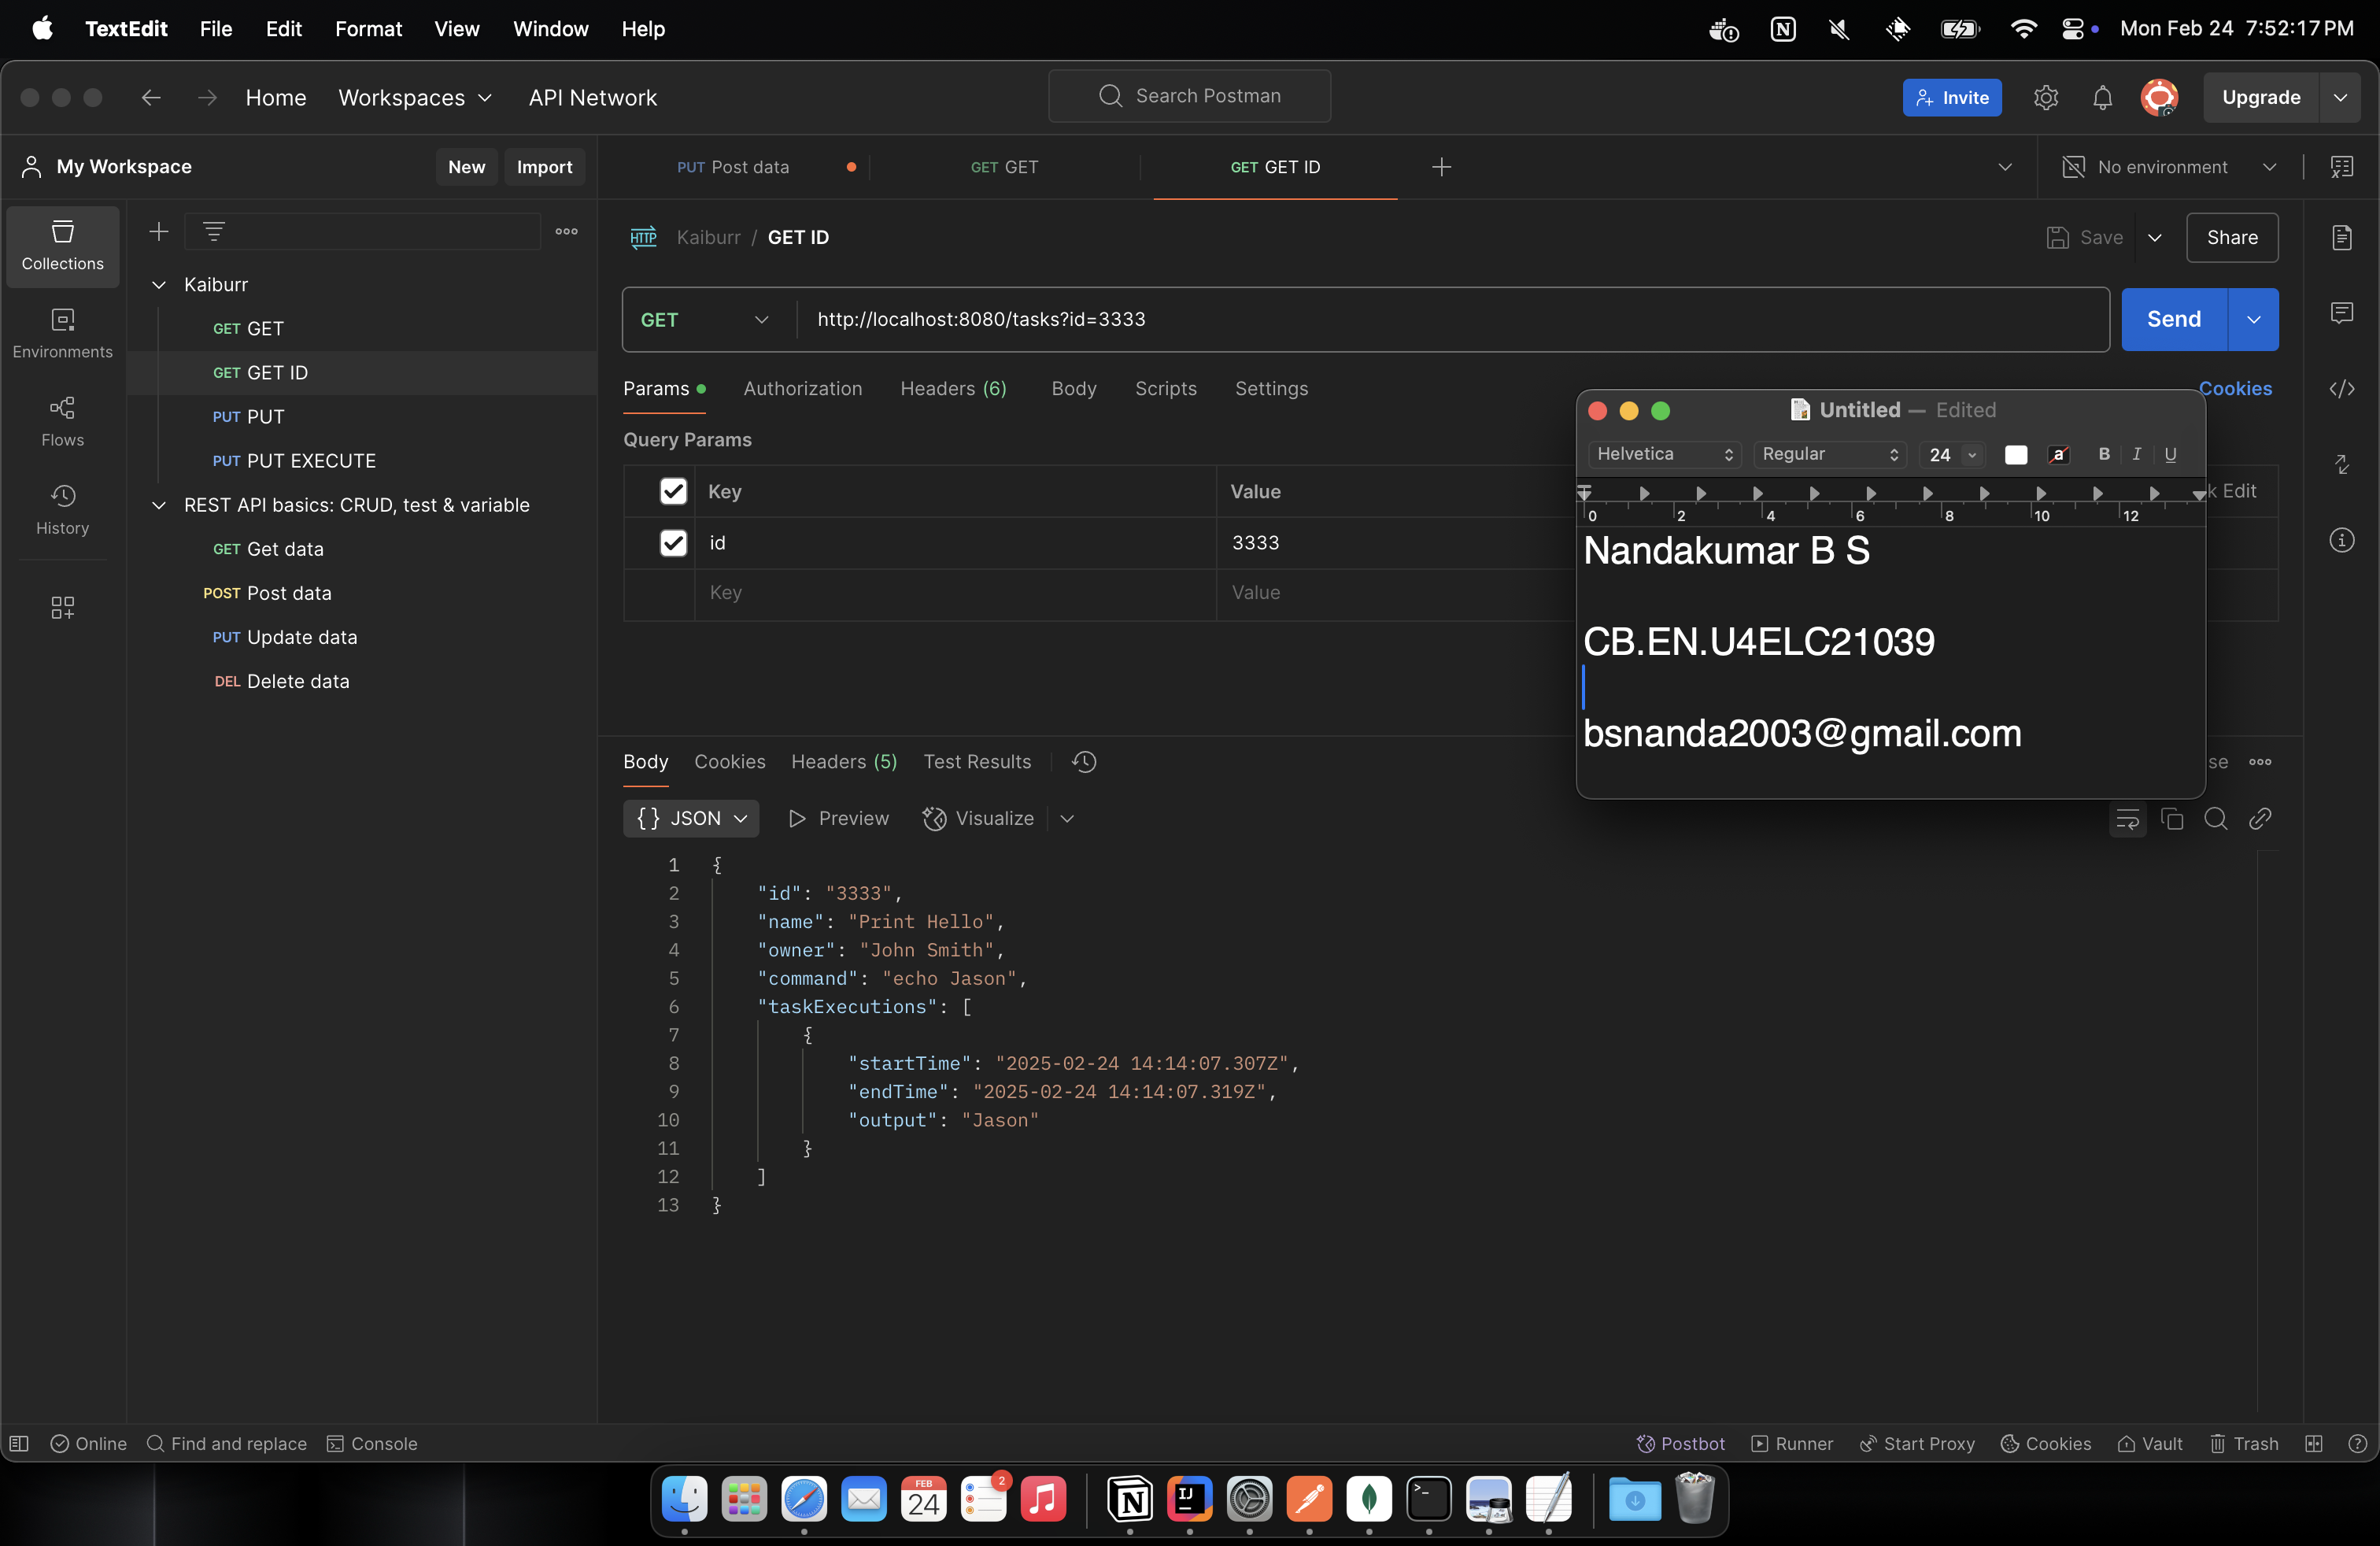 TextEdit File Edit Format View Window Help Mon Feb 24 7:52:17 PM
Home Workspaces API Network Search Postman Invite Upgrade
My Workspace New Import PUT Post data GET GET GET GET ID No environment
Collections
Environments
Flows
History
Kaiburr
GET GET
GET GET ID
PUT PUT
PUT PUT EXECUTE
REST API basics: CRUD, test & variable
GET Get data
POST Post data
PUT Update data
DEL Delete data
HTTP Kaiburr / GET ID Save Share
GET http://localhost:8080/tasks?id=3333 Send
Params Authorization Headers (6) Body Scripts Settings Cookies
Query Params
Key Value k Edit
id 3333
Key Value
Untitled — Edited
Helvetica Regular 24 a B I U
0 2 4 6 8 10 12
Nandakumar B S
CB.EN.U4ELC21039
bsnanda2003@gmail.com
Body Cookies Headers (5) Test Results se
{} JSON Preview Visualize
1 {
2 "id": "3333",
3 "name": "Print Hello",
4 "owner": "John Smith",
5 "command": "echo Jason",
6 "taskExecutions": [
7 {
8 "startTime": "2025-02-24 14:14:07.307Z",
9 "endTime": "2025-02-24 14:14:07.319Z",
10 "output": "Jason"
11 }
12 ]
13 }
Online Find and replace Console Postbot Runner Start Proxy Cookies Vault Trash
FEB
24 2 N IJ